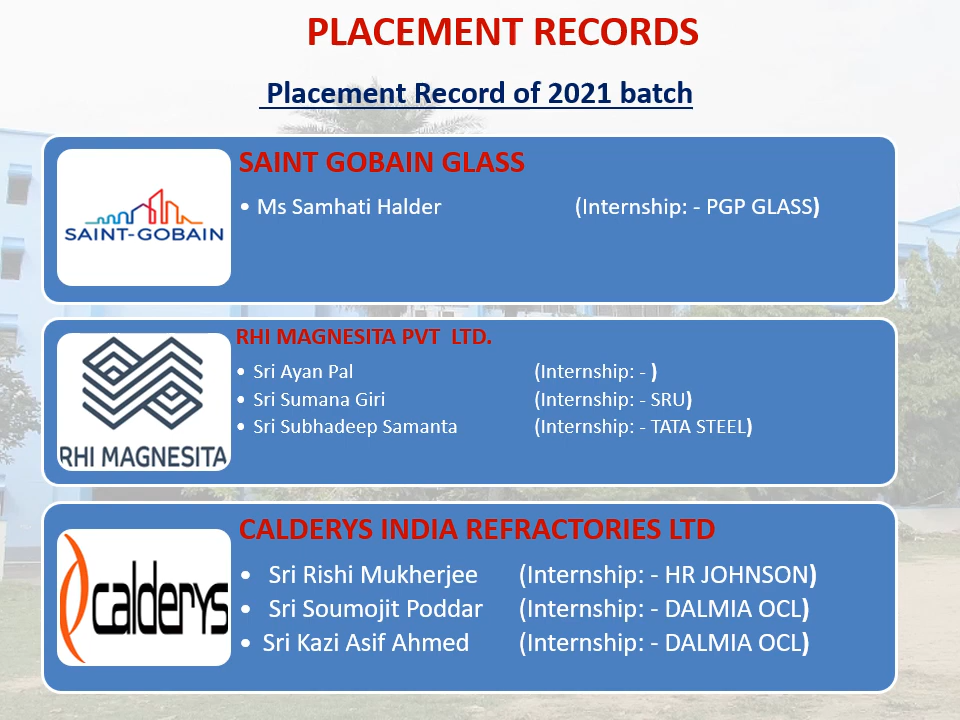 PLACEMENT RECORDS
Placement Record of 2021 batch
SAINT-GOBAIN
SAINT GOBAIN GLASS
• Ms Samhati Halder (Internship: - PGP GLASS)
RHI MAGNESITA
RHI MAGNESITA PVT LTD.
• Sri Ayan Pal (Internship: - )
• Sri Sumana Giri (Internship: - SRU)
• Sri Subhadeep Samanta (Internship: - TATA STEEL)
calderys
CALDERYS INDIA REFRACTORIES LTD
• Sri Rishi Mukherjee (Internship: - HR JOHNSON)
• Sri Soumojit Poddar (Internship: - DALMIA OCL)
• Sri Kazi Asif Ahmed (Internship: - DALMIA OCL)